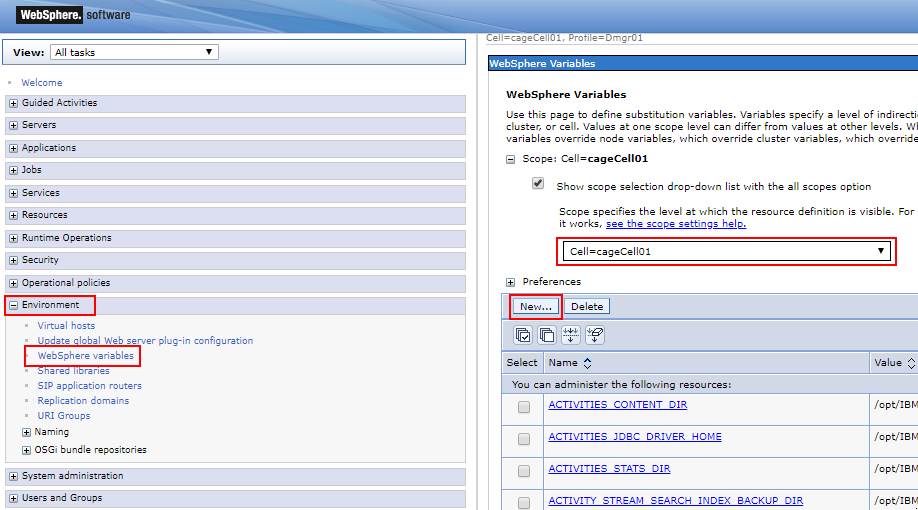 WebSphere. software
View: All tasks
Welcome
Guided Activities
Servers
Applications
Jobs
Services
Resources
Runtime Operations
Security
Operational policies
Environment
Virtual hosts
Update global Web server plug-in configuration
WebSphere variables
Shared libraries
SIP application routers
Replication domains
URI Groups
Naming
OSGi bundle repositories
System administration
Users and Groups
Cell=cageCell01, Profile=Dmgr01
WebSphere Variables
WebSphere Variables
Use this page to define substitution variables. Variables specify a level of indirecti
cluster, or cell. Values at one scope level can differ from values at other levels. Wh
variables override node variables, which override cluster variables, which override
Scope: Cell=cageCell01
Show scope selection drop-down list with the all scopes option
Scope specifies the level at which the resource definition is visible. For
it works, see the scope settings help.
Cell=cageCell01
Preferences
New... Delete
Select Name Value
You can administer the following resources:
ACTIVITIES_CONTENT_DIR /opt/IBM
ACTIVITIES_JDBC_DRIVER_HOME /opt/IBM
ACTIVITIES_STATS_DIR /opt/IBM
ACTIVITY_STREAM_SEARCH_INDEX_BACKUP_DIR /opt/IBM